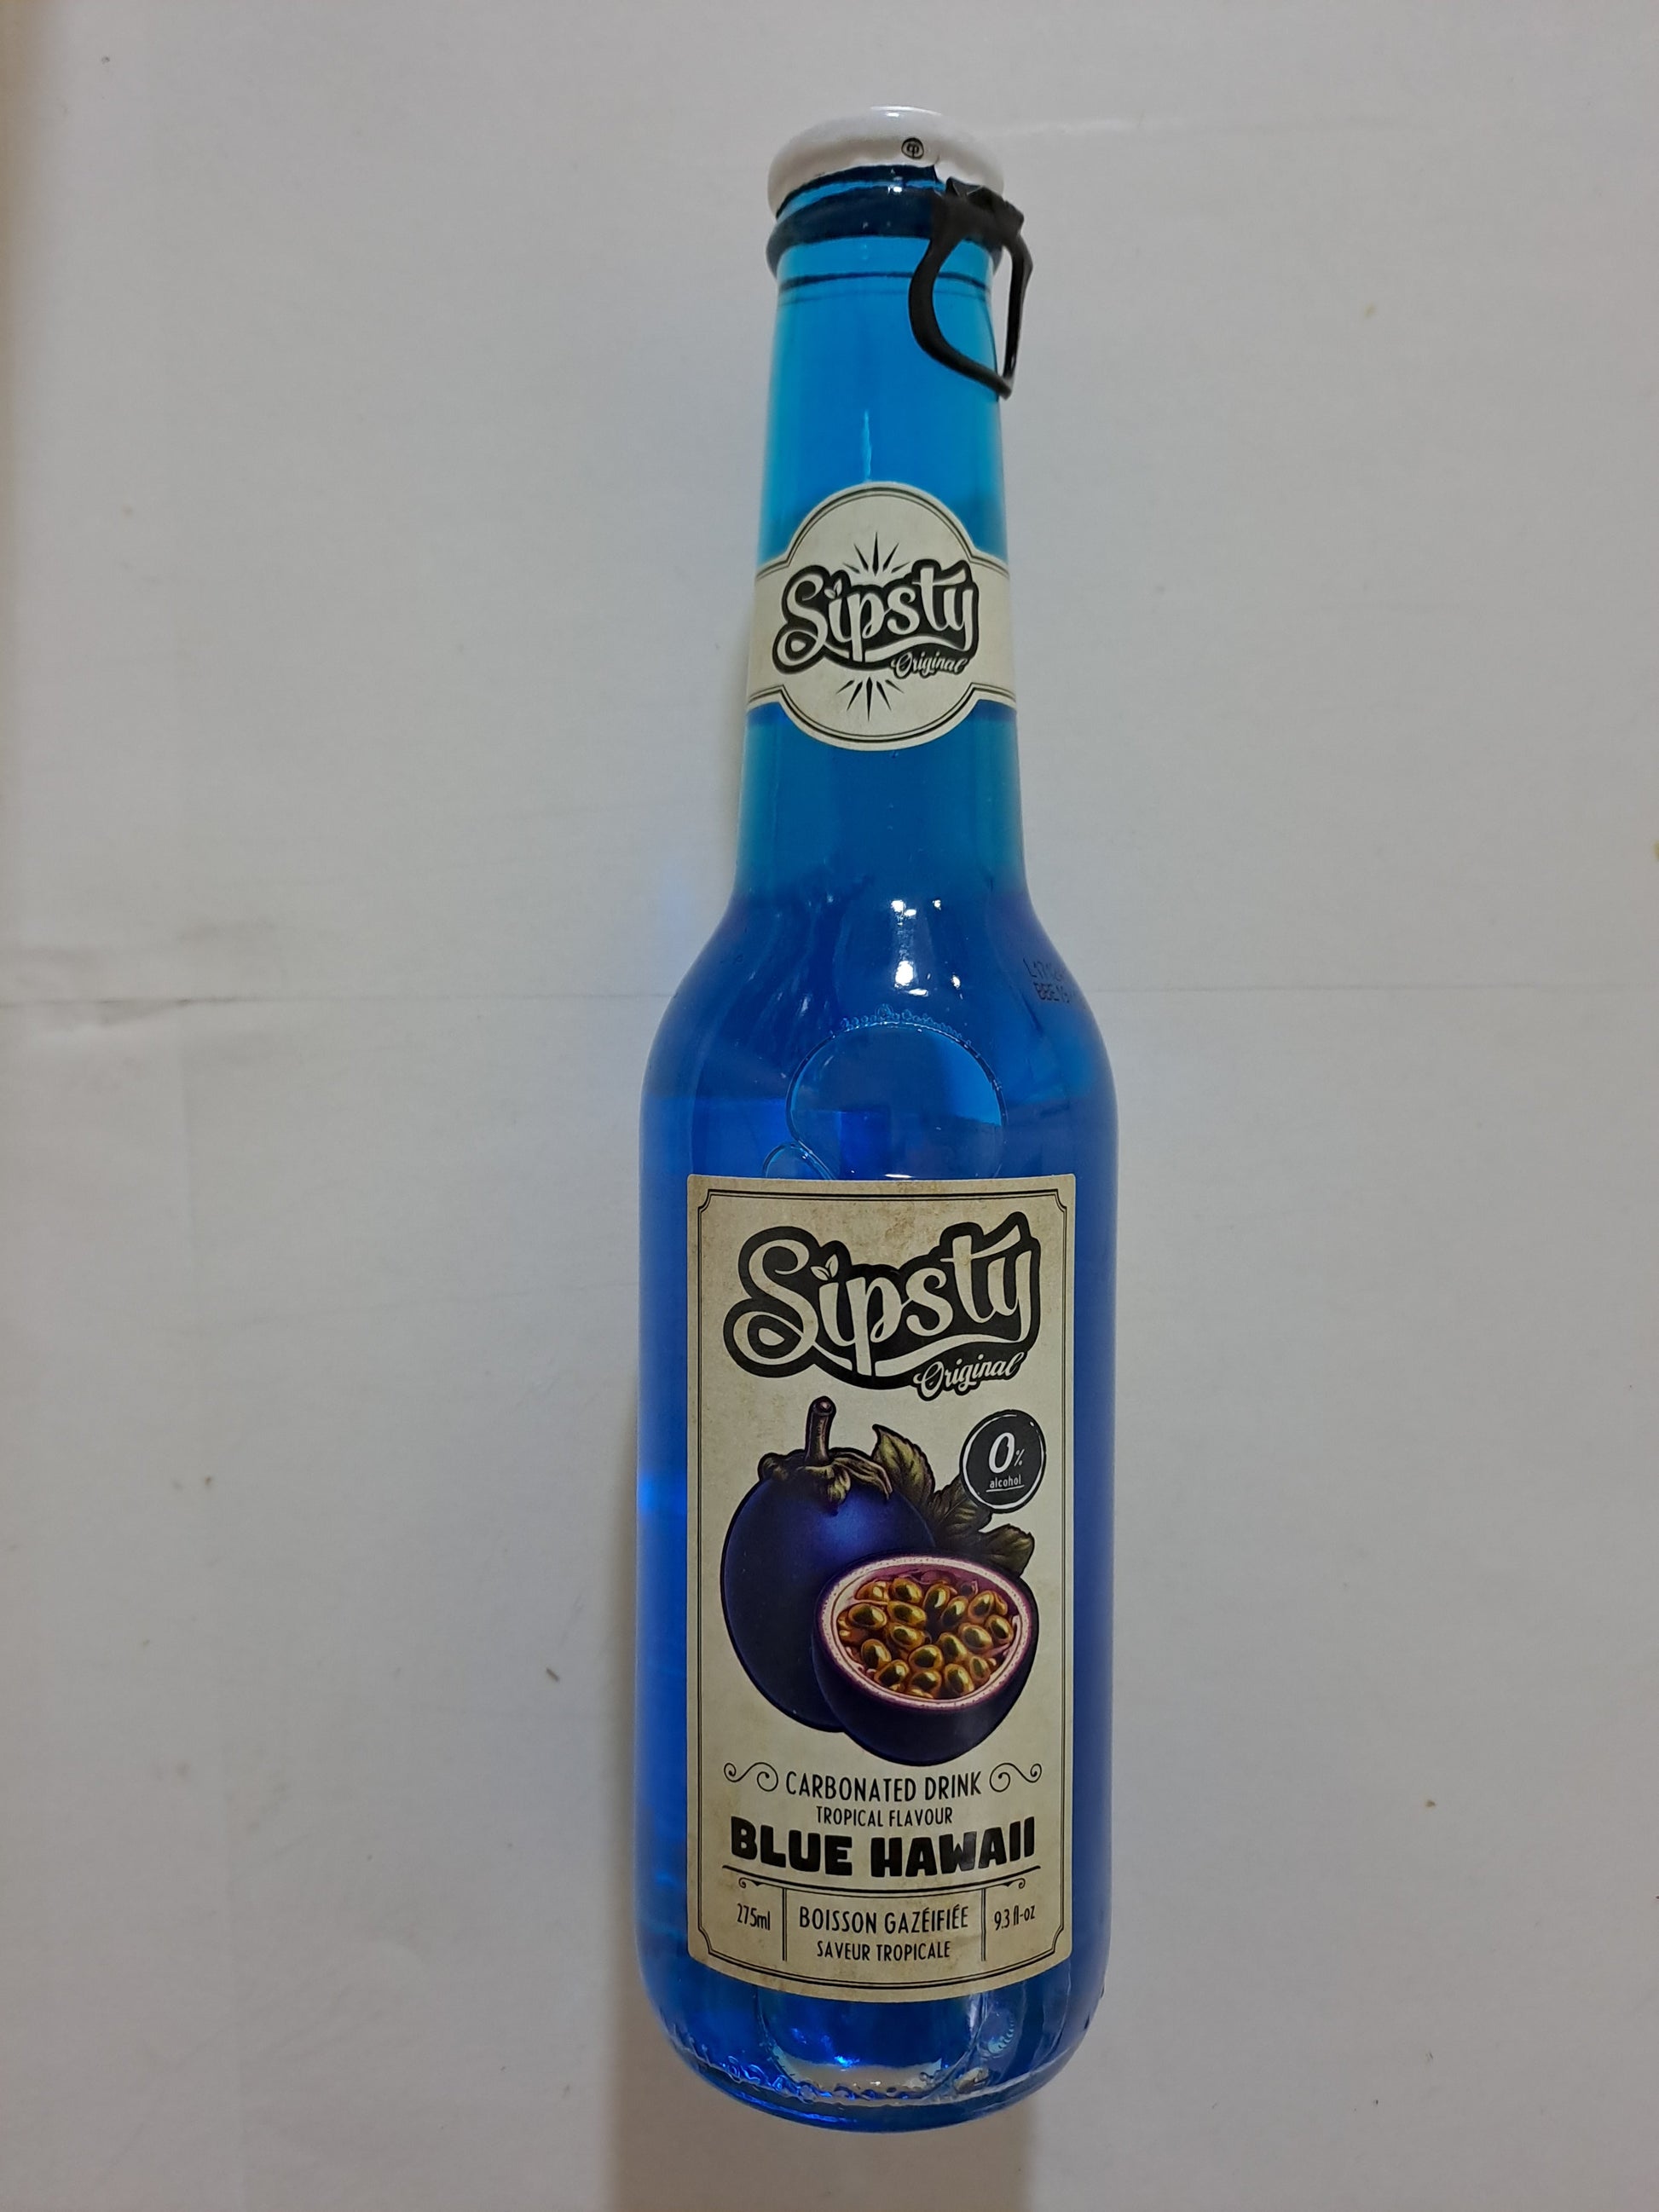 Sipsty
Original
Sipsty
Original
0%
alcohol
CARBONATED DRINK
TROPICAL FLAVOUR
BLUE HAWAII
275ml
BOISSON GAZÉIFIÉE
SAVEUR TROPICALE
9.3 fl-oz